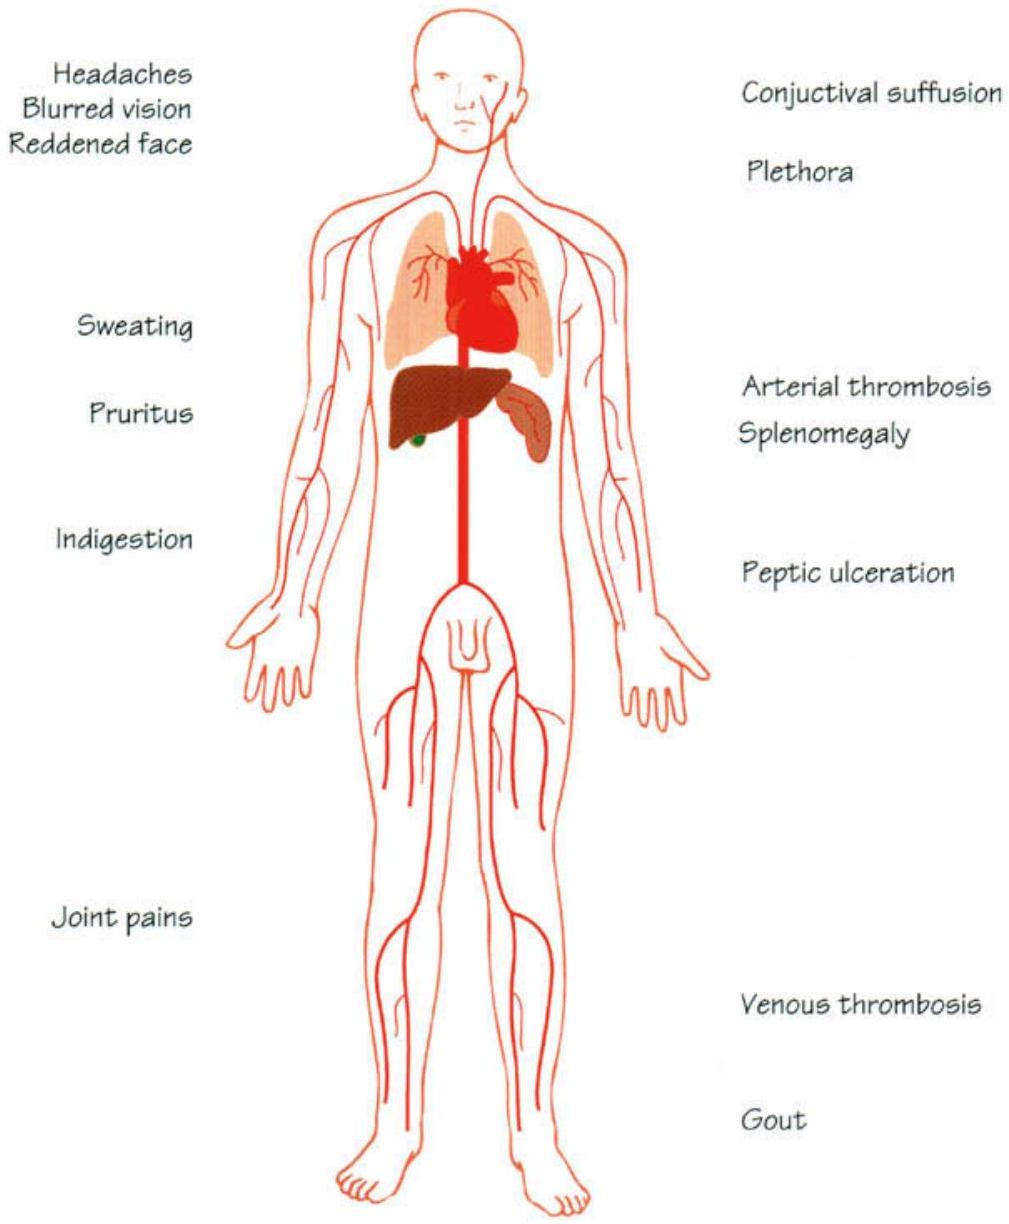 Headaches
Blurred vision
Reddened face
Sweating
Pruritus
Indigestion
Joint pains
Conjuctival suffusion
Plethora
Arterial thrombosis
Splenomegaly
Peptic ulceration
Venous thrombosis
Gout